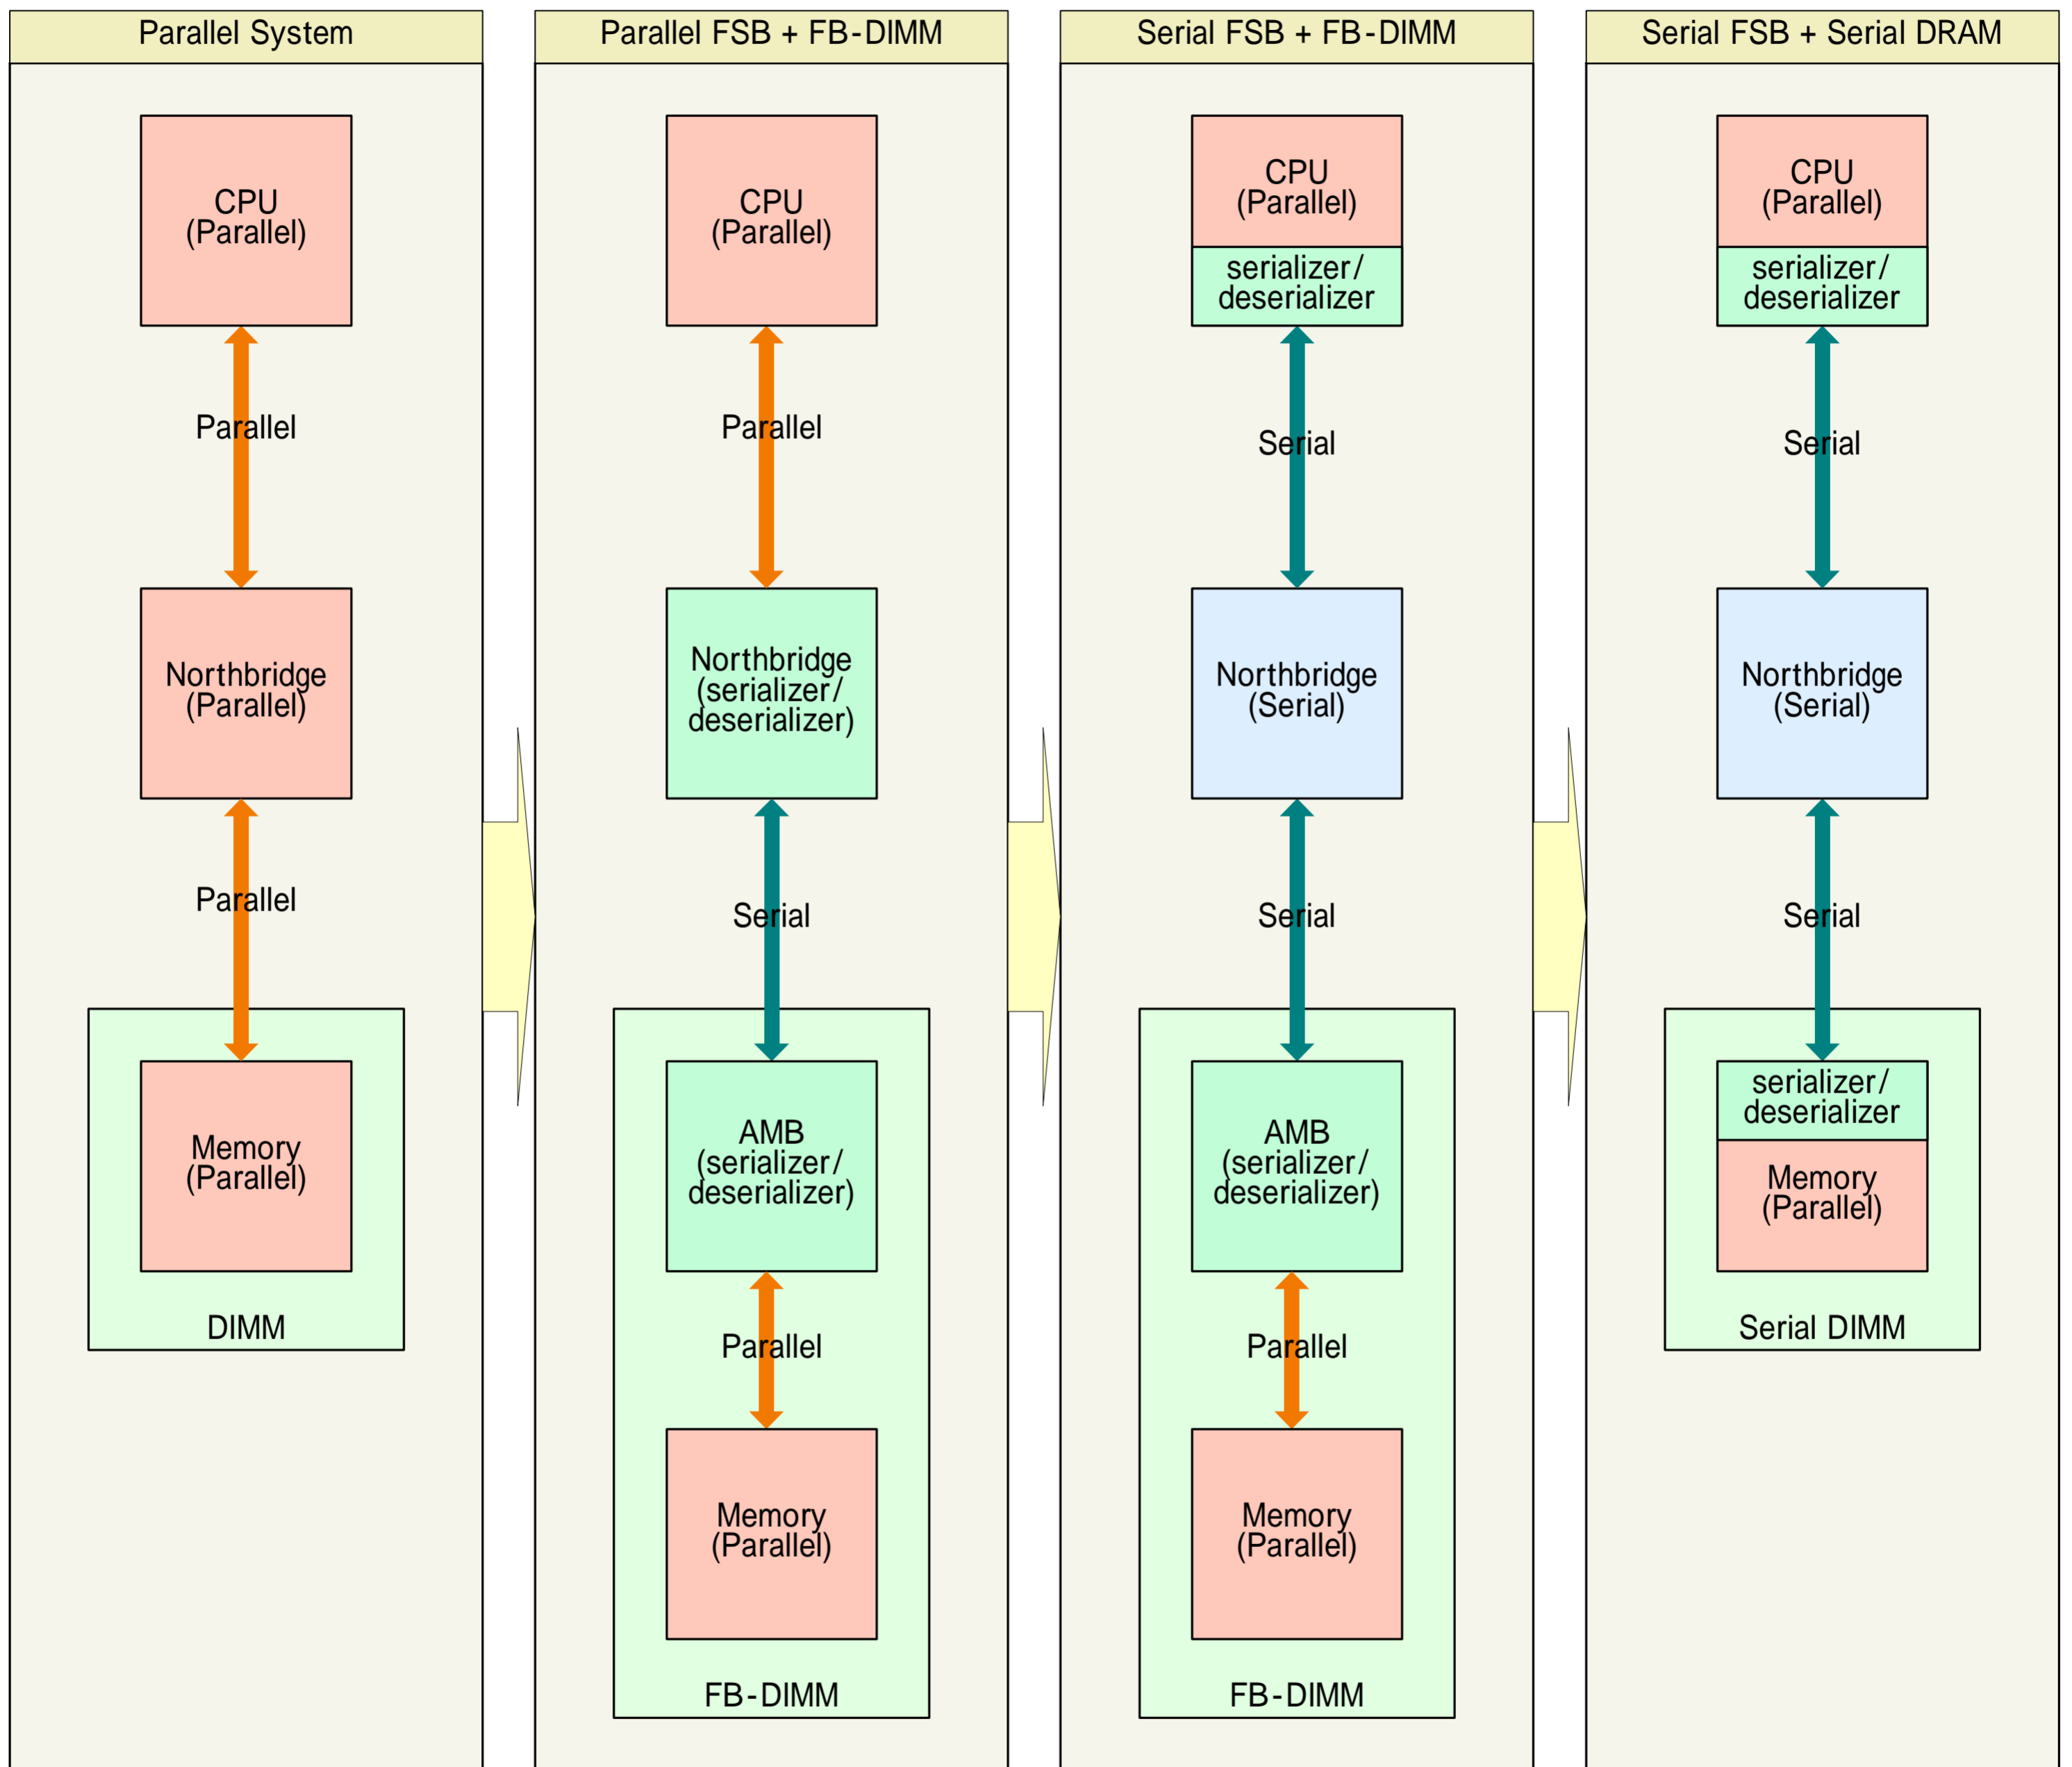 Parallel System
CPU
(Parallel)
Parallel
Northbridge
(Parallel)
Parallel
Memory
(Parallel)
DIMM
Parallel FSB + FB-DIMM
CPU
(Parallel)
Parallel
Northbridge
(serializer/
deserializer)
Serial
AMB
(serializer/
deserializer)
Parallel
Memory
(Parallel)
FB-DIMM
Serial FSB + FB-DIMM
CPU
(Parallel)
serializer/
deserializer
Serial
Northbridge
(Serial)
Serial
AMB
(serializer/
deserializer)
Parallel
Memory
(Parallel)
FB-DIMM
Serial FSB + Serial DRAM
CPU
(Parallel)
serializer/
deserializer
Serial
Northbridge
(Serial)
Serial
serializer/
deserializer
Memory
(Parallel)
Serial DIMM